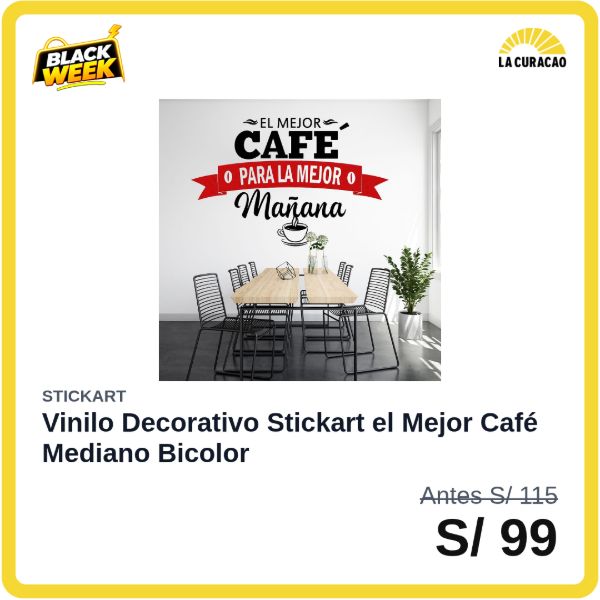 BLACK
WEEK
LA CURACAO
EL MEJOR
CAFÉ
PARA LA MEJOR
Mañana
STICKART
Vinilo Decorativo Stickart el Mejor Café
Mediano Bicolor
Antes S/ 115
S/ 99